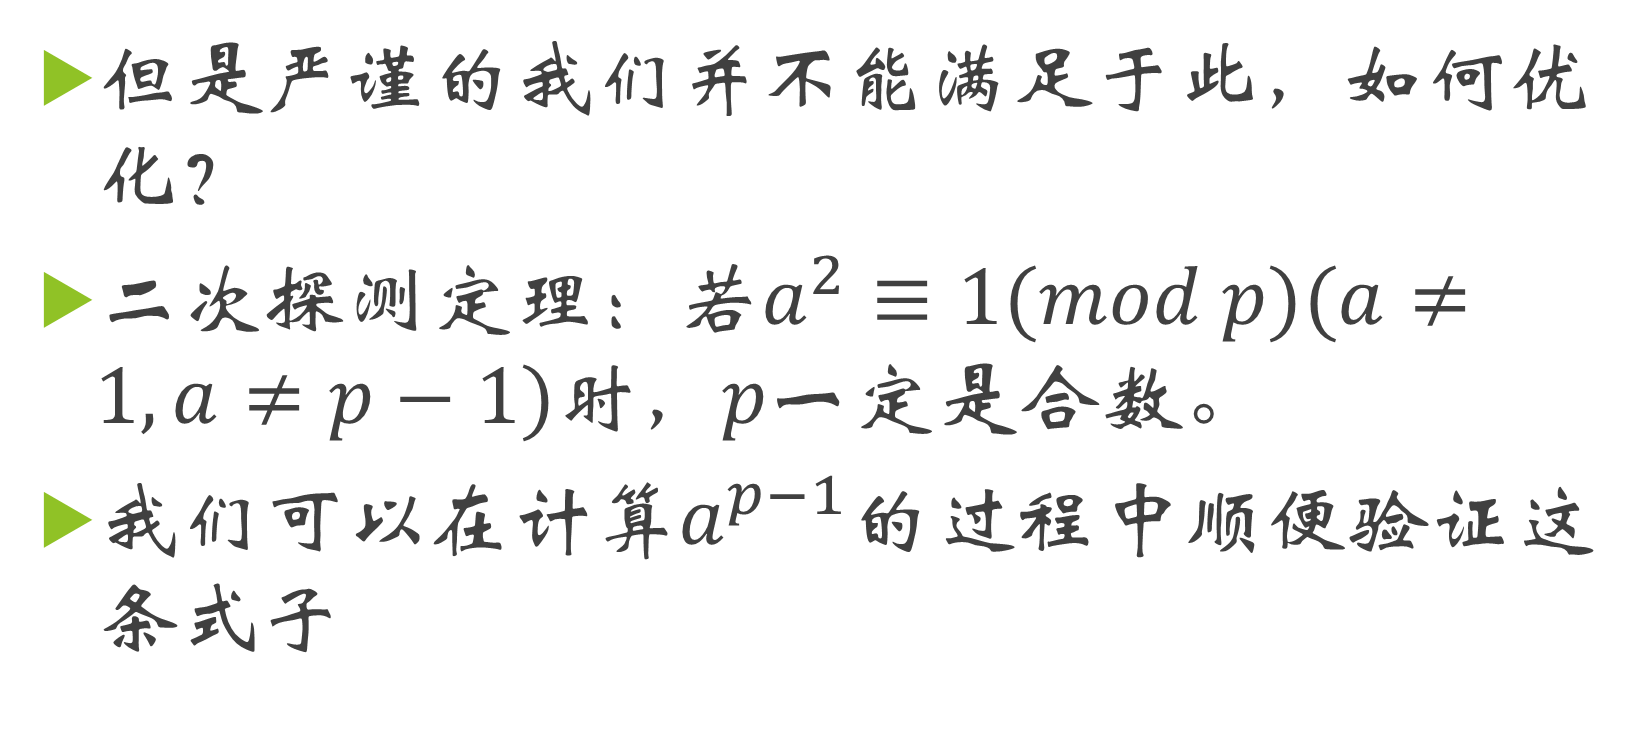 但是严谨的我们并不能满足于此，如何优
化？
二次探测定理：若a² ≡ 1(mod p)(a ≠
1, a ≠ p − 1)时，p一定是合数。
我们可以在计算a^{p−1}的过程中顺便验证这
条式子